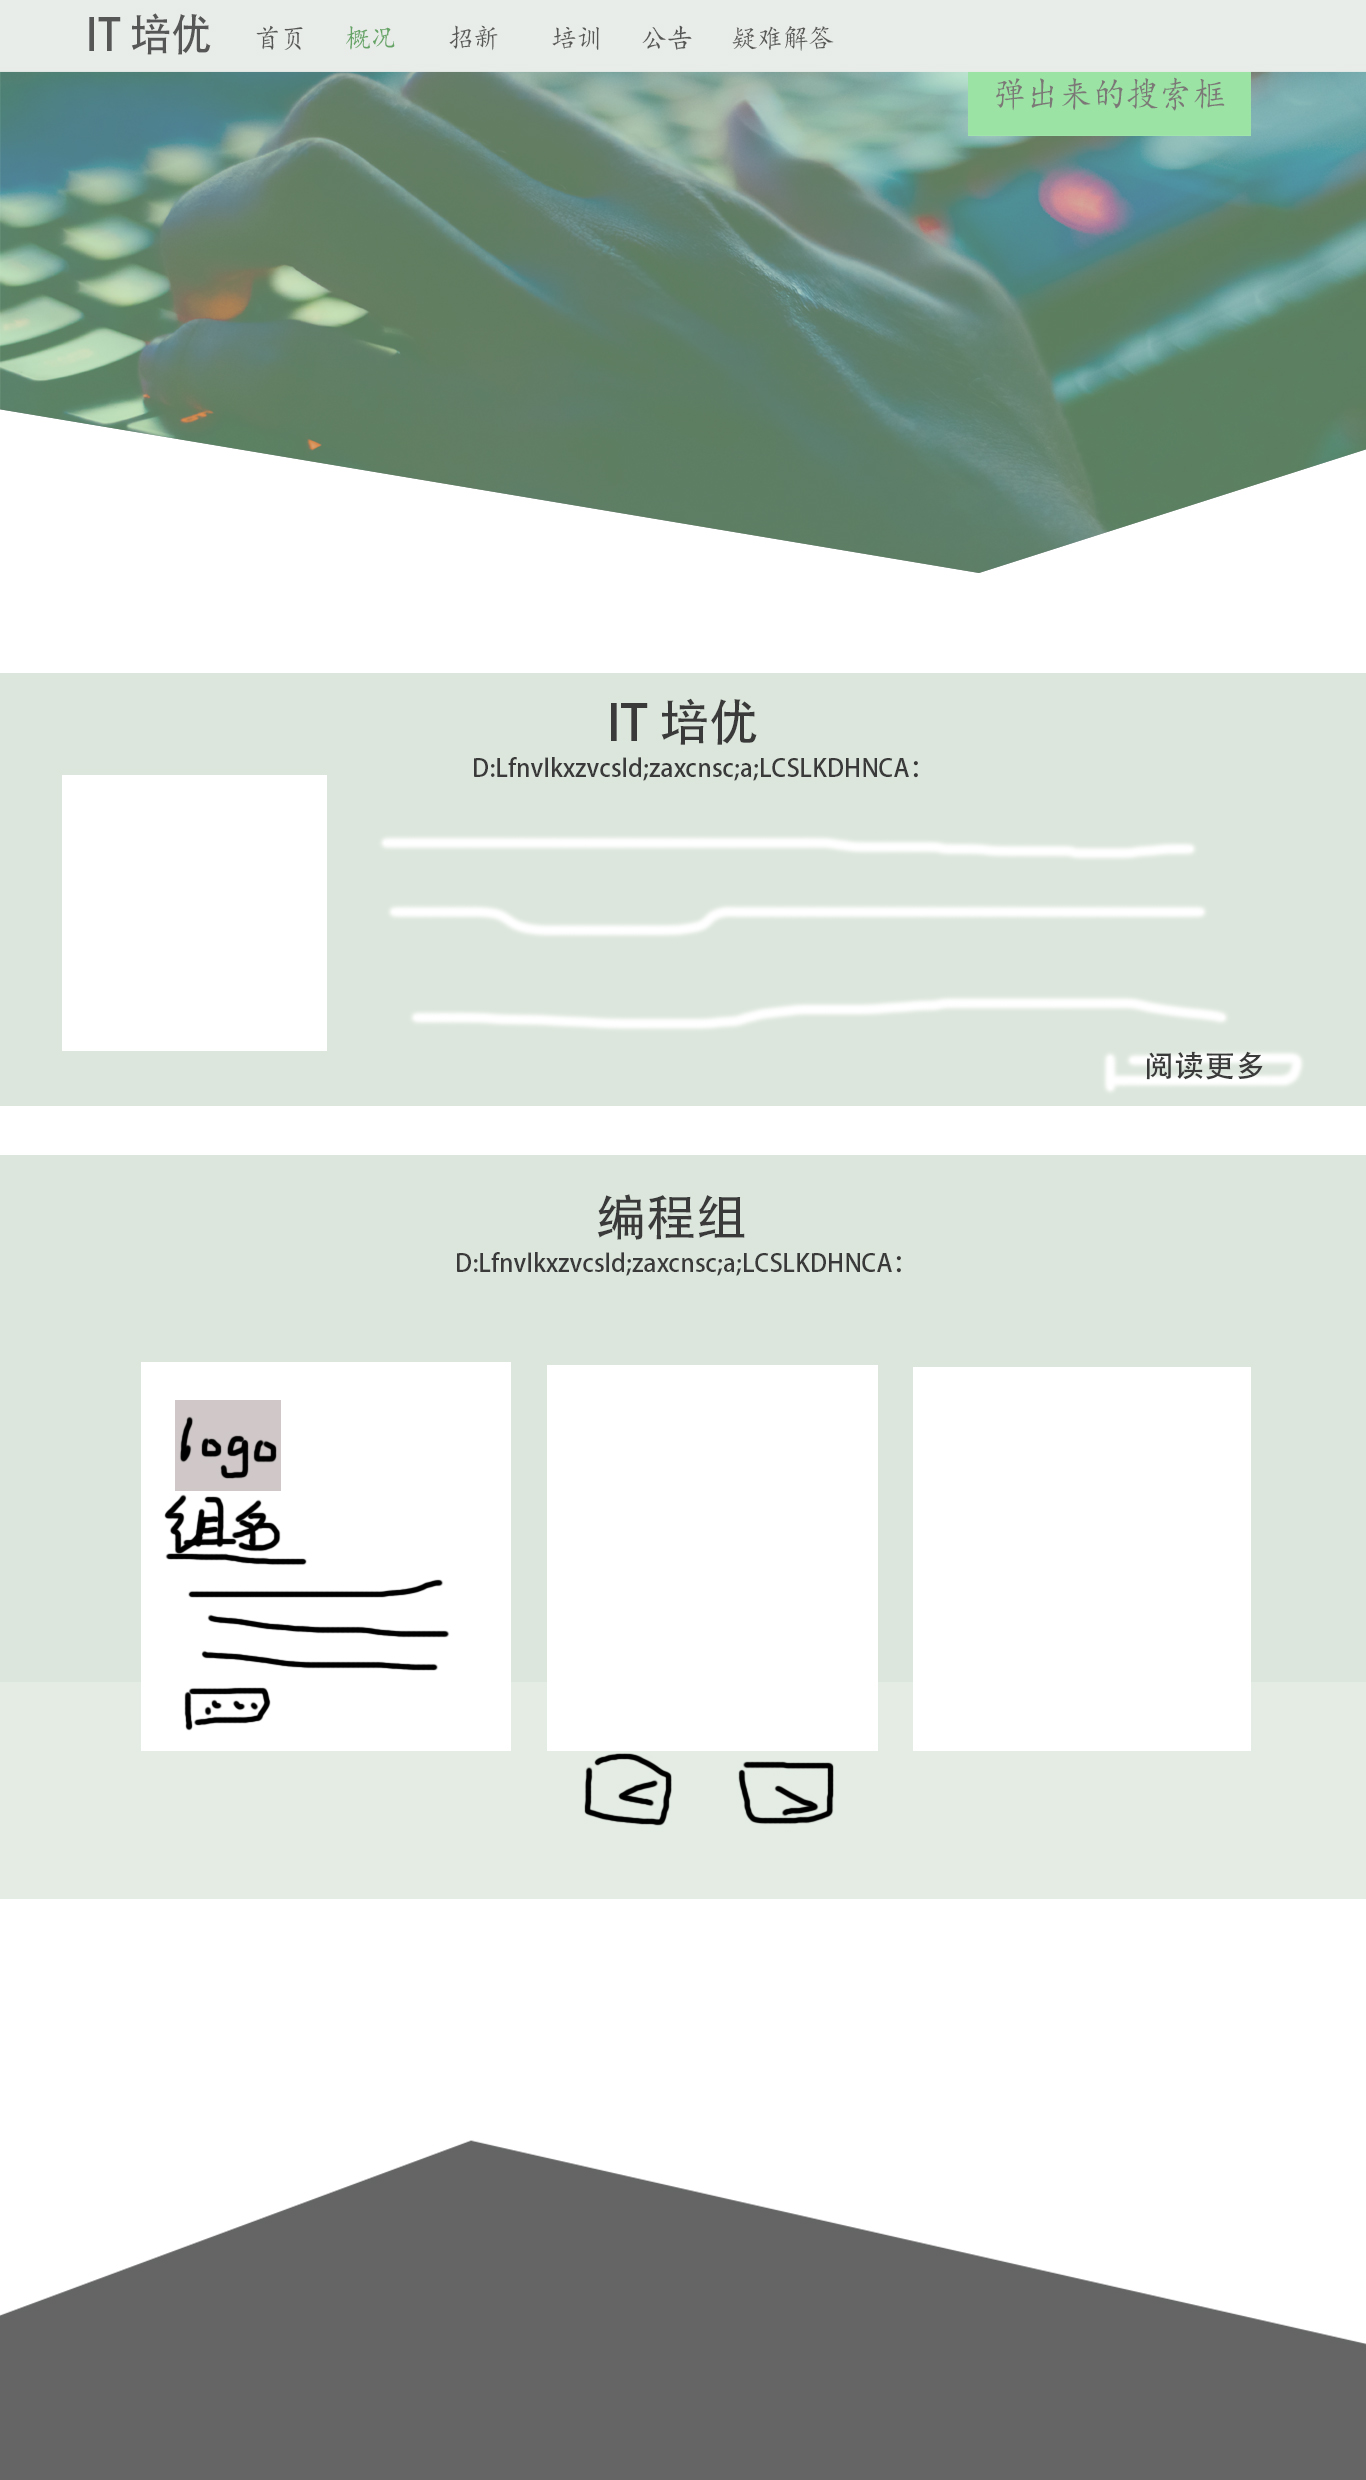 IT 培优 首页 概况 招新 培训 公告 疑难解答
弹出来的搜索框
IT 培优
D:Lfnvlkxzvcsld;zaxcnsc;a;LCSLKDHNCA：
阅读更多
编程组
D:Lfnvlkxzvcsld;zaxcnsc;a;LCSLKDHNCA：
logo
组名
...
< >